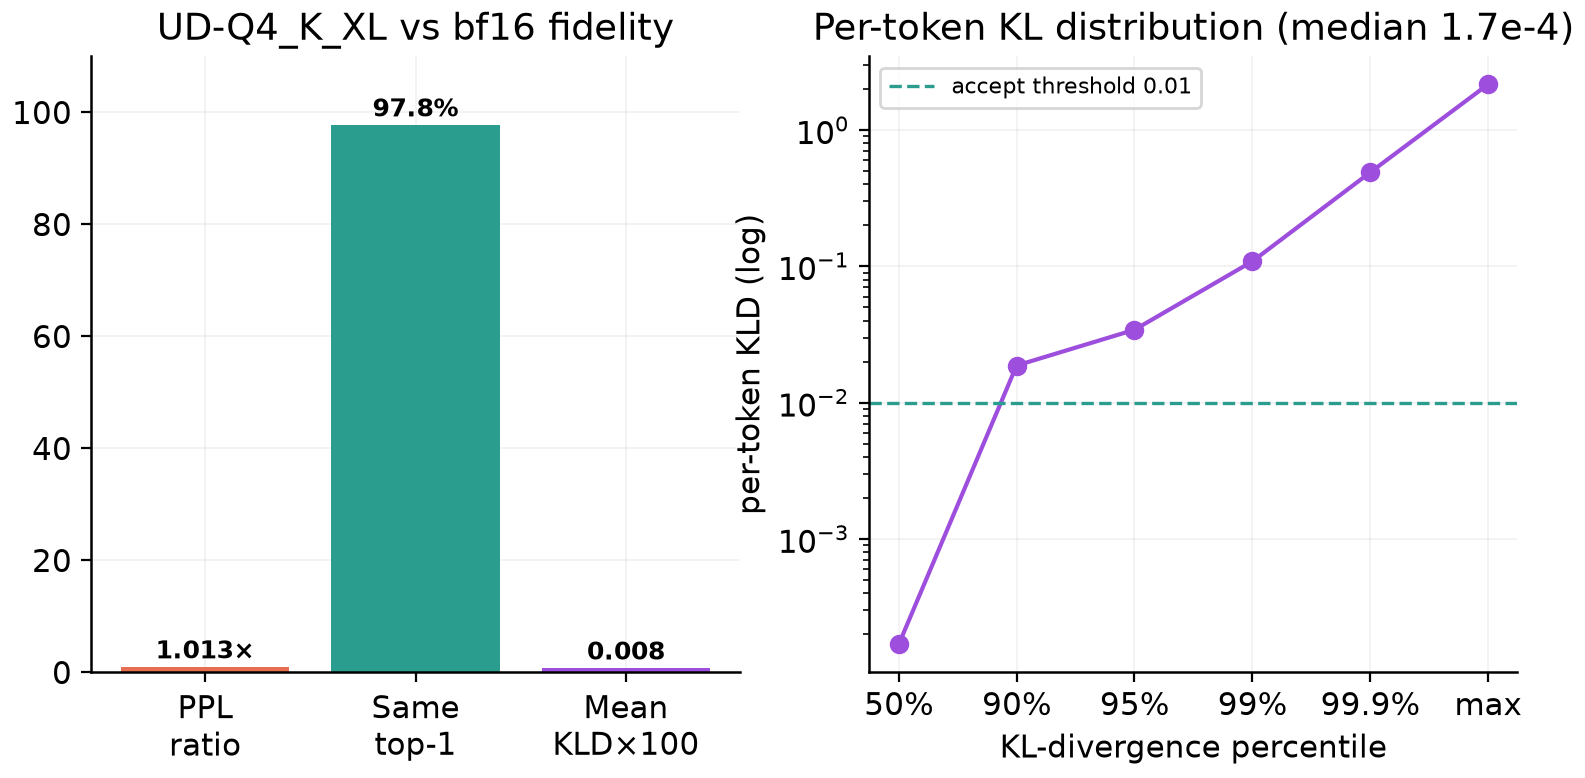 UD-Q4_K_XL vs bf16 fidelity
100
80
60
40
20
0
1.013×
97.8%
0.008
PPL
ratio
Same
top-1
Mean
KLD×100
Per-token KL distribution (median 1.7e-4)
accept threshold 0.01
per-token KLD (log)
10⁰
10⁻¹
10⁻²
10⁻³
50%
90%
95%
99%
99.9%
max
KL-divergence percentile